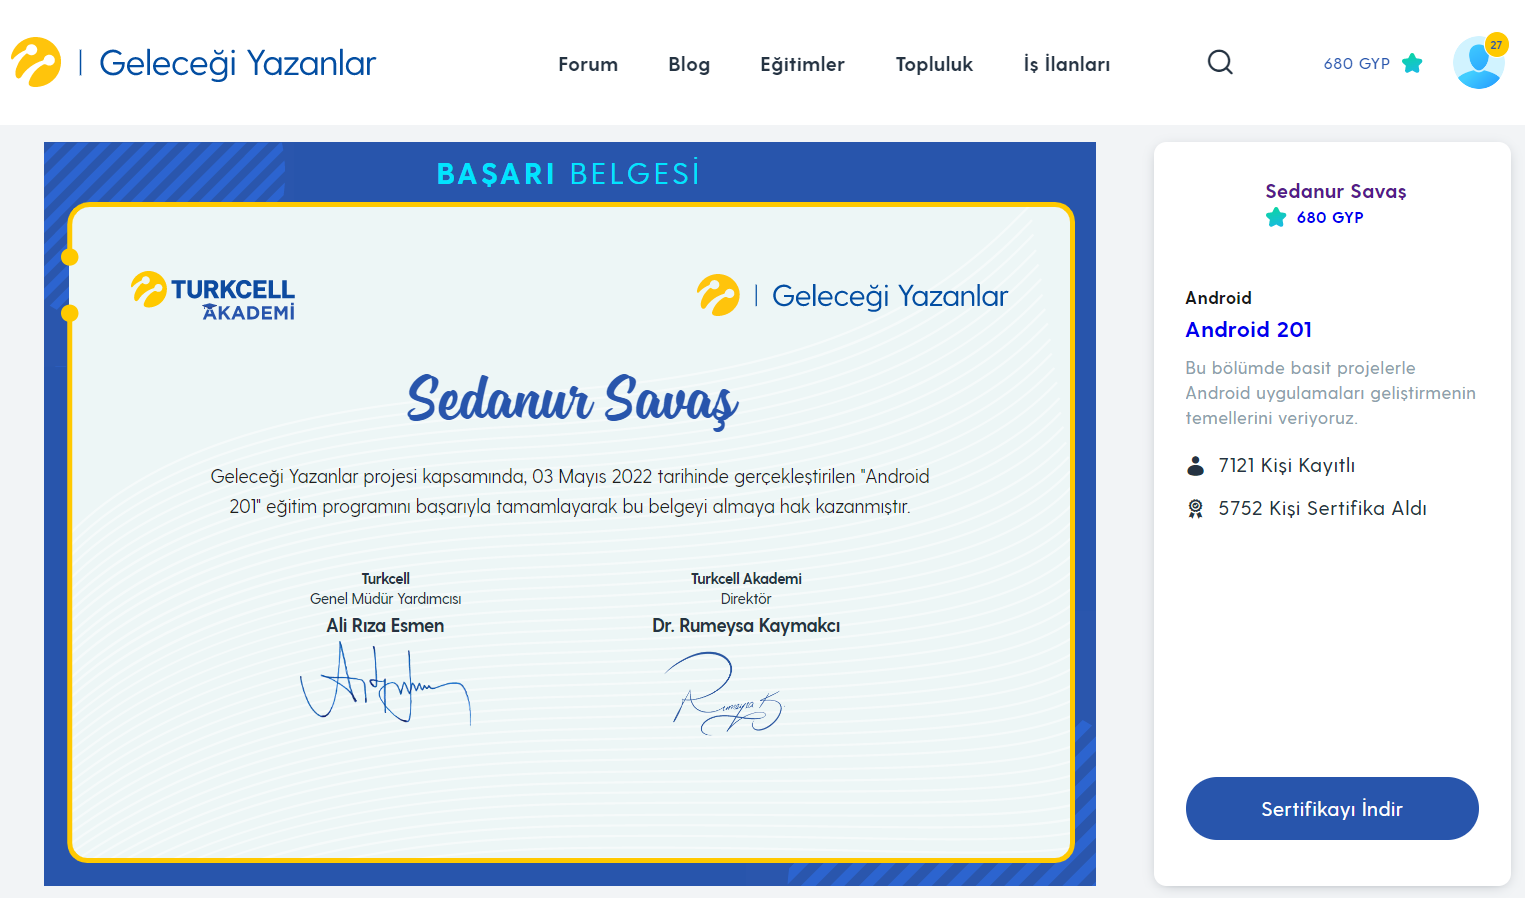 Geleceği Yazanlar
Forum Blog Eğitimler Topluluk İş İlanları
680 GYP
27
BAŞARI BELGESİ
TURKCELL
AKADEMİ
Geleceği Yazanlar
Sedanur Savaş
Geleceği Yazanlar projesi kapsamında, 03 Mayıs 2022 tarihinde gerçekleştirilen "Android
201" eğitim programını başarıyla tamamlayarak bu belgeyi almaya hak kazanmıştır.
Turkcell
Genel Müdür Yardımcısı
Ali Rıza Esmen
Turkcell Akademi
Direktör
Dr. Rumeysa Kaymakcı
Rumeysa K.
Sedanur Savaş
680 GYP
Android
Android 201
Bu bölümde basit projelerle
Android uygulamaları geliştirmenin
temellerini veriyoruz.
7121 Kişi Kayıtlı
5752 Kişi Sertifika Aldı
Sertifikayı İndir